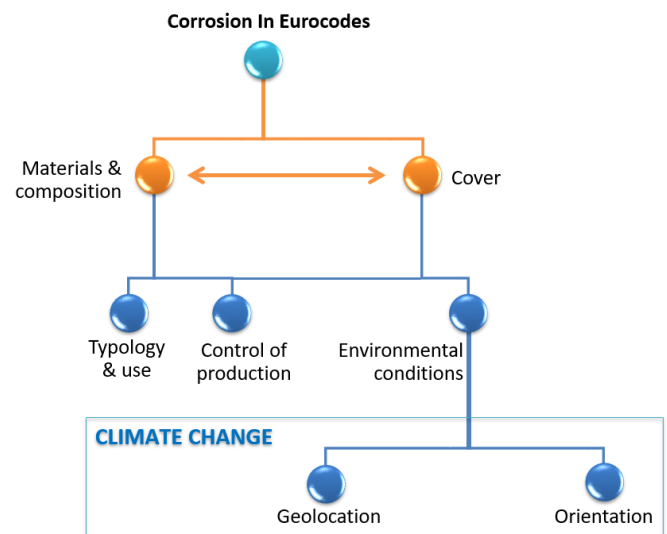 Corrosion In Eurocodes
Materials &
composition
Cover
Typology
& use
Control of
production
Environmental
conditions
CLIMATE CHANGE
Geolocation
Orientation